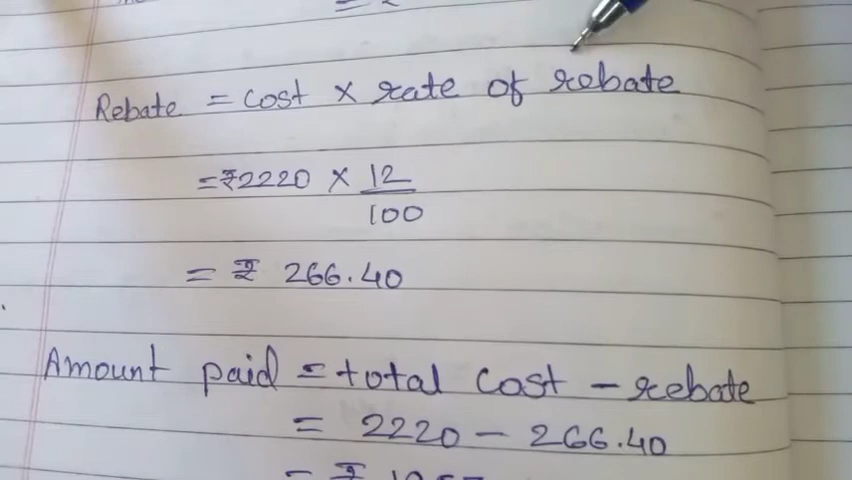 Rebate = cost × rate of rebate
= ₹2220 × 12/100
= ₹ 266.40
Amount paid = total cost - rebate
= 2220 - 266.40